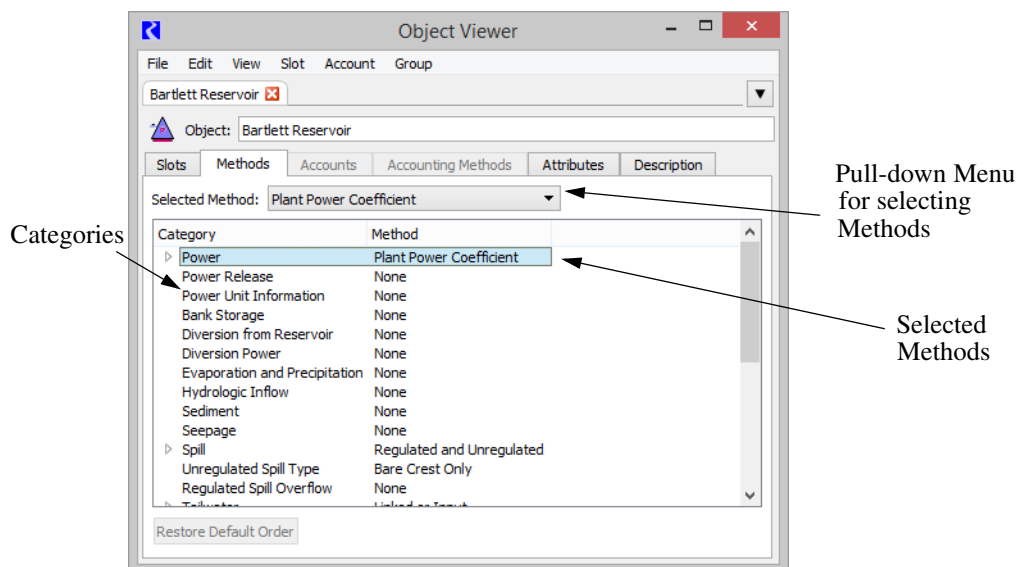 Object Viewer
File Edit View Slot Account Group
Bartlett Reservoir
Object: Bartlett Reservoir
Slots Methods Accounts Accounting Methods Attributes Description
Selected Method: Plant Power Coefficient
Pull-down Menu
for selecting
Methods
Categories
Category Method
Power Plant Power Coefficient
Power Release None
Power Unit Information None
Bank Storage None
Diversion from Reservoir None
Diversion Power None
Evaporation and Precipitation None
Hydrologic Inflow None
Sediment None
Seepage None
Spill Regulated and Unregulated
Unregulated Spill Type Bare Crest Only
Regulated Spill Overflow None
Tailwater Linked or Input
Selected
Methods
Restore Default Order